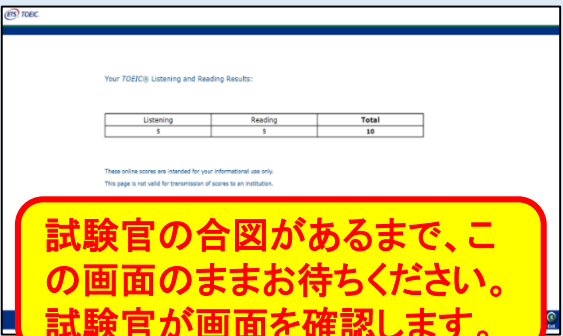 ETS TOEIC.
Your TOEIC® Listening and Reading Results:
Listening Reading Total
5 5 10
These online scores are intended for your informational use only.
This page is not valid for transmission of scores to an institution.
試験官の合図があるまで、こ
の画面のままお待ちください。
試験官が画面を確認します。